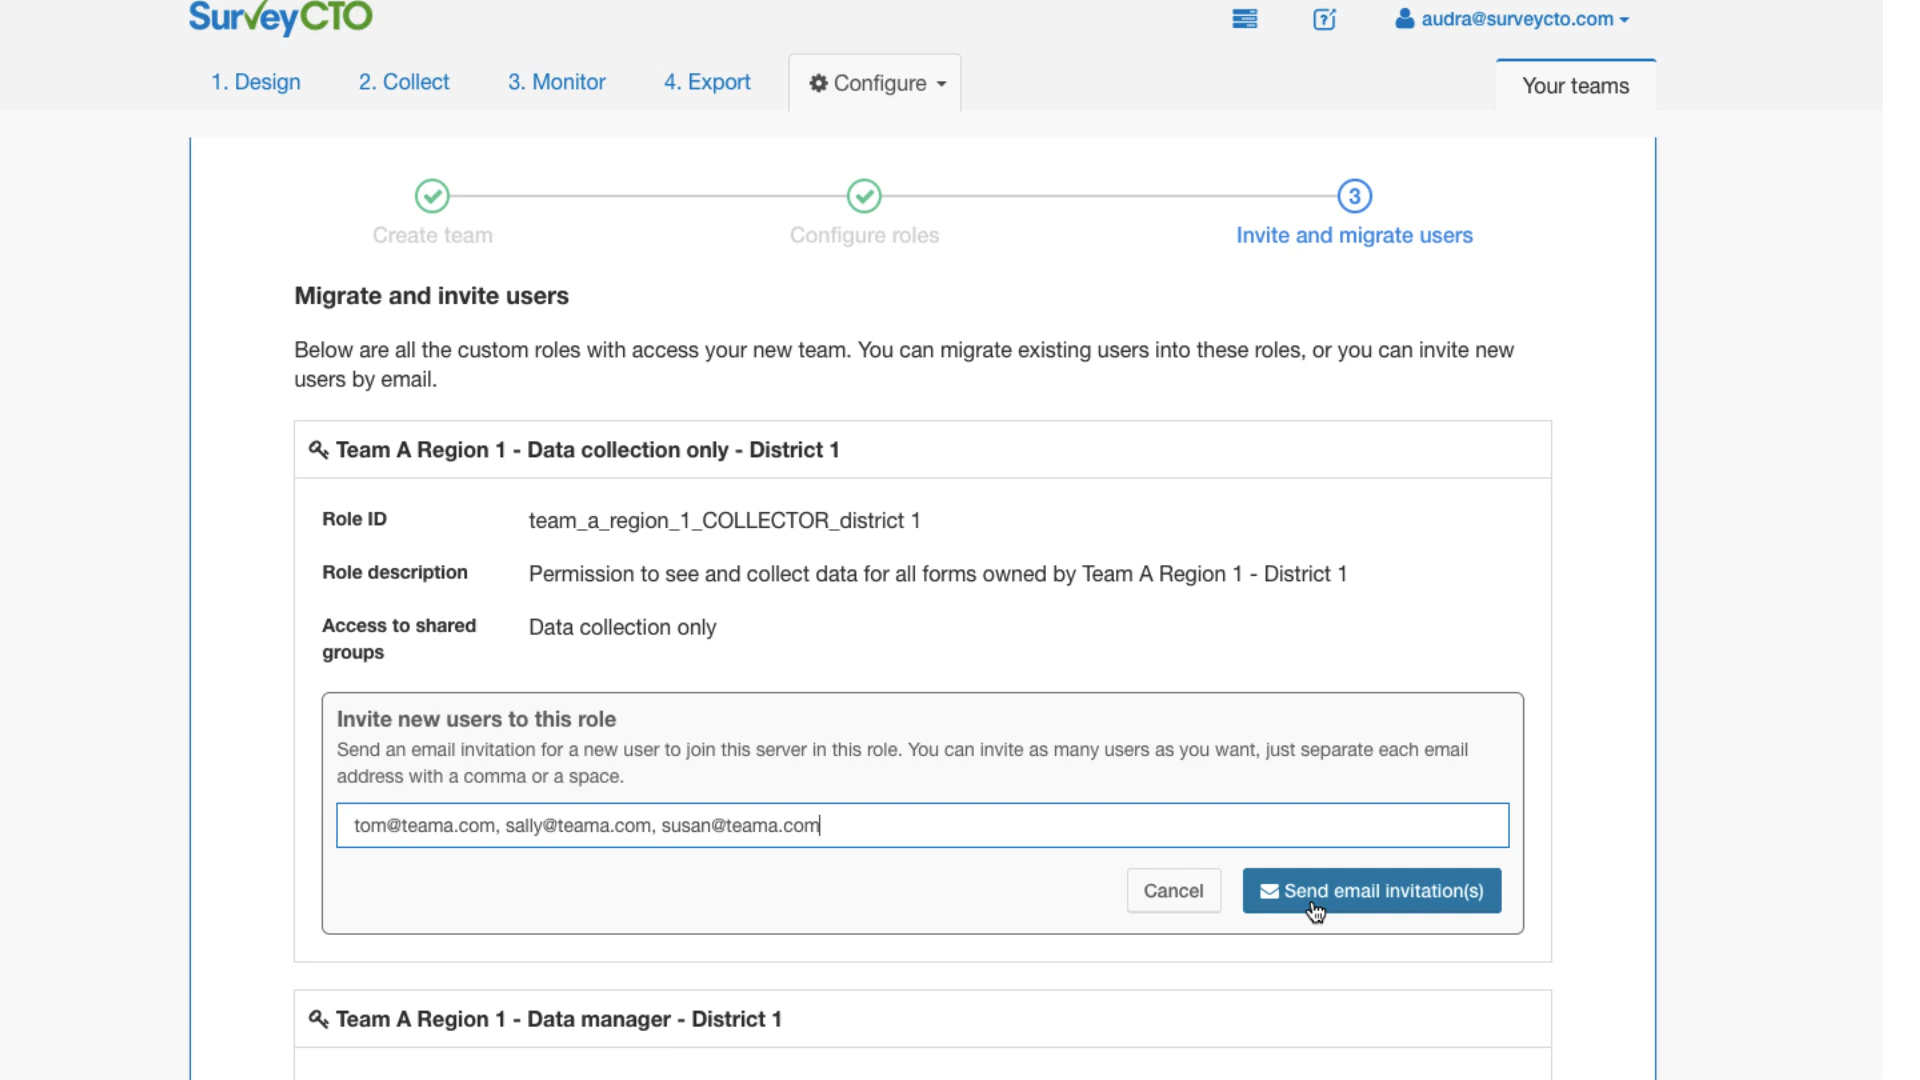 SurveyCTO
audra@surveycto.com
1. Design
2. Collect
3. Monitor
4. Export
Configure
Your teams
3
Create team
Configure roles
Invite and migrate users
Migrate and invite users
Below are all the custom roles with access your new team. You can migrate existing users into these roles, or you can invite new
users by email.
Team A Region 1 - Data collection only - District 1
Role ID
team_a_region_1_COLLECTOR_district 1
Role description
Permission to see and collect data for all forms owned by Team A Region 1 - District 1
Access to shared
groups
Data collection only
Invite new users to this role
Send an email invitation for a new user to join this server in this role. You can invite as many users as you want, just separate each email
address with a comma or a space.
tom@teama.com, sally@teama.com, susan@teama.com
Cancel
Send email invitation(s)
Team A Region 1 - Data manager - District 1